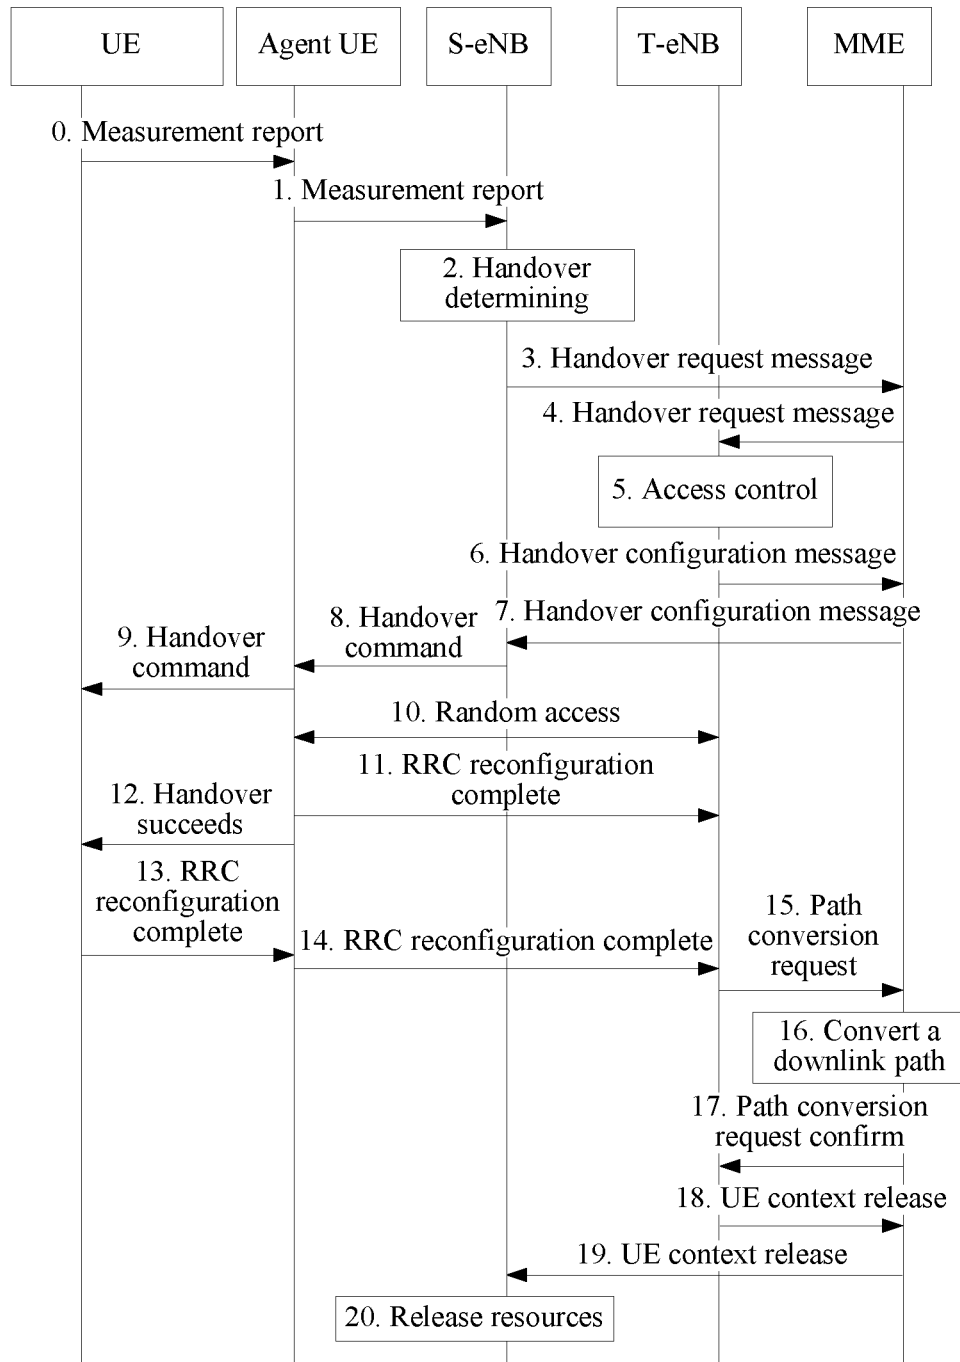 UE
Agent UE
S-eNB
T-eNB
MME
0. Measurement report
1. Measurement report
2. Handover
determining
3. Handover request message
4. Handover request message
5. Access control
6. Handover configuration message
7. Handover configuration message
8. Handover
command
9. Handover
command
10. Random access
11. RRC reconfiguration
complete
12. Handover
succeeds
13. RRC
reconfiguration
complete
14. RRC reconfiguration complete
15. Path
conversion
request
16. Convert a
downlink path
17. Path conversion
request confirm
18. UE context release
19. UE context release
20. Release resources